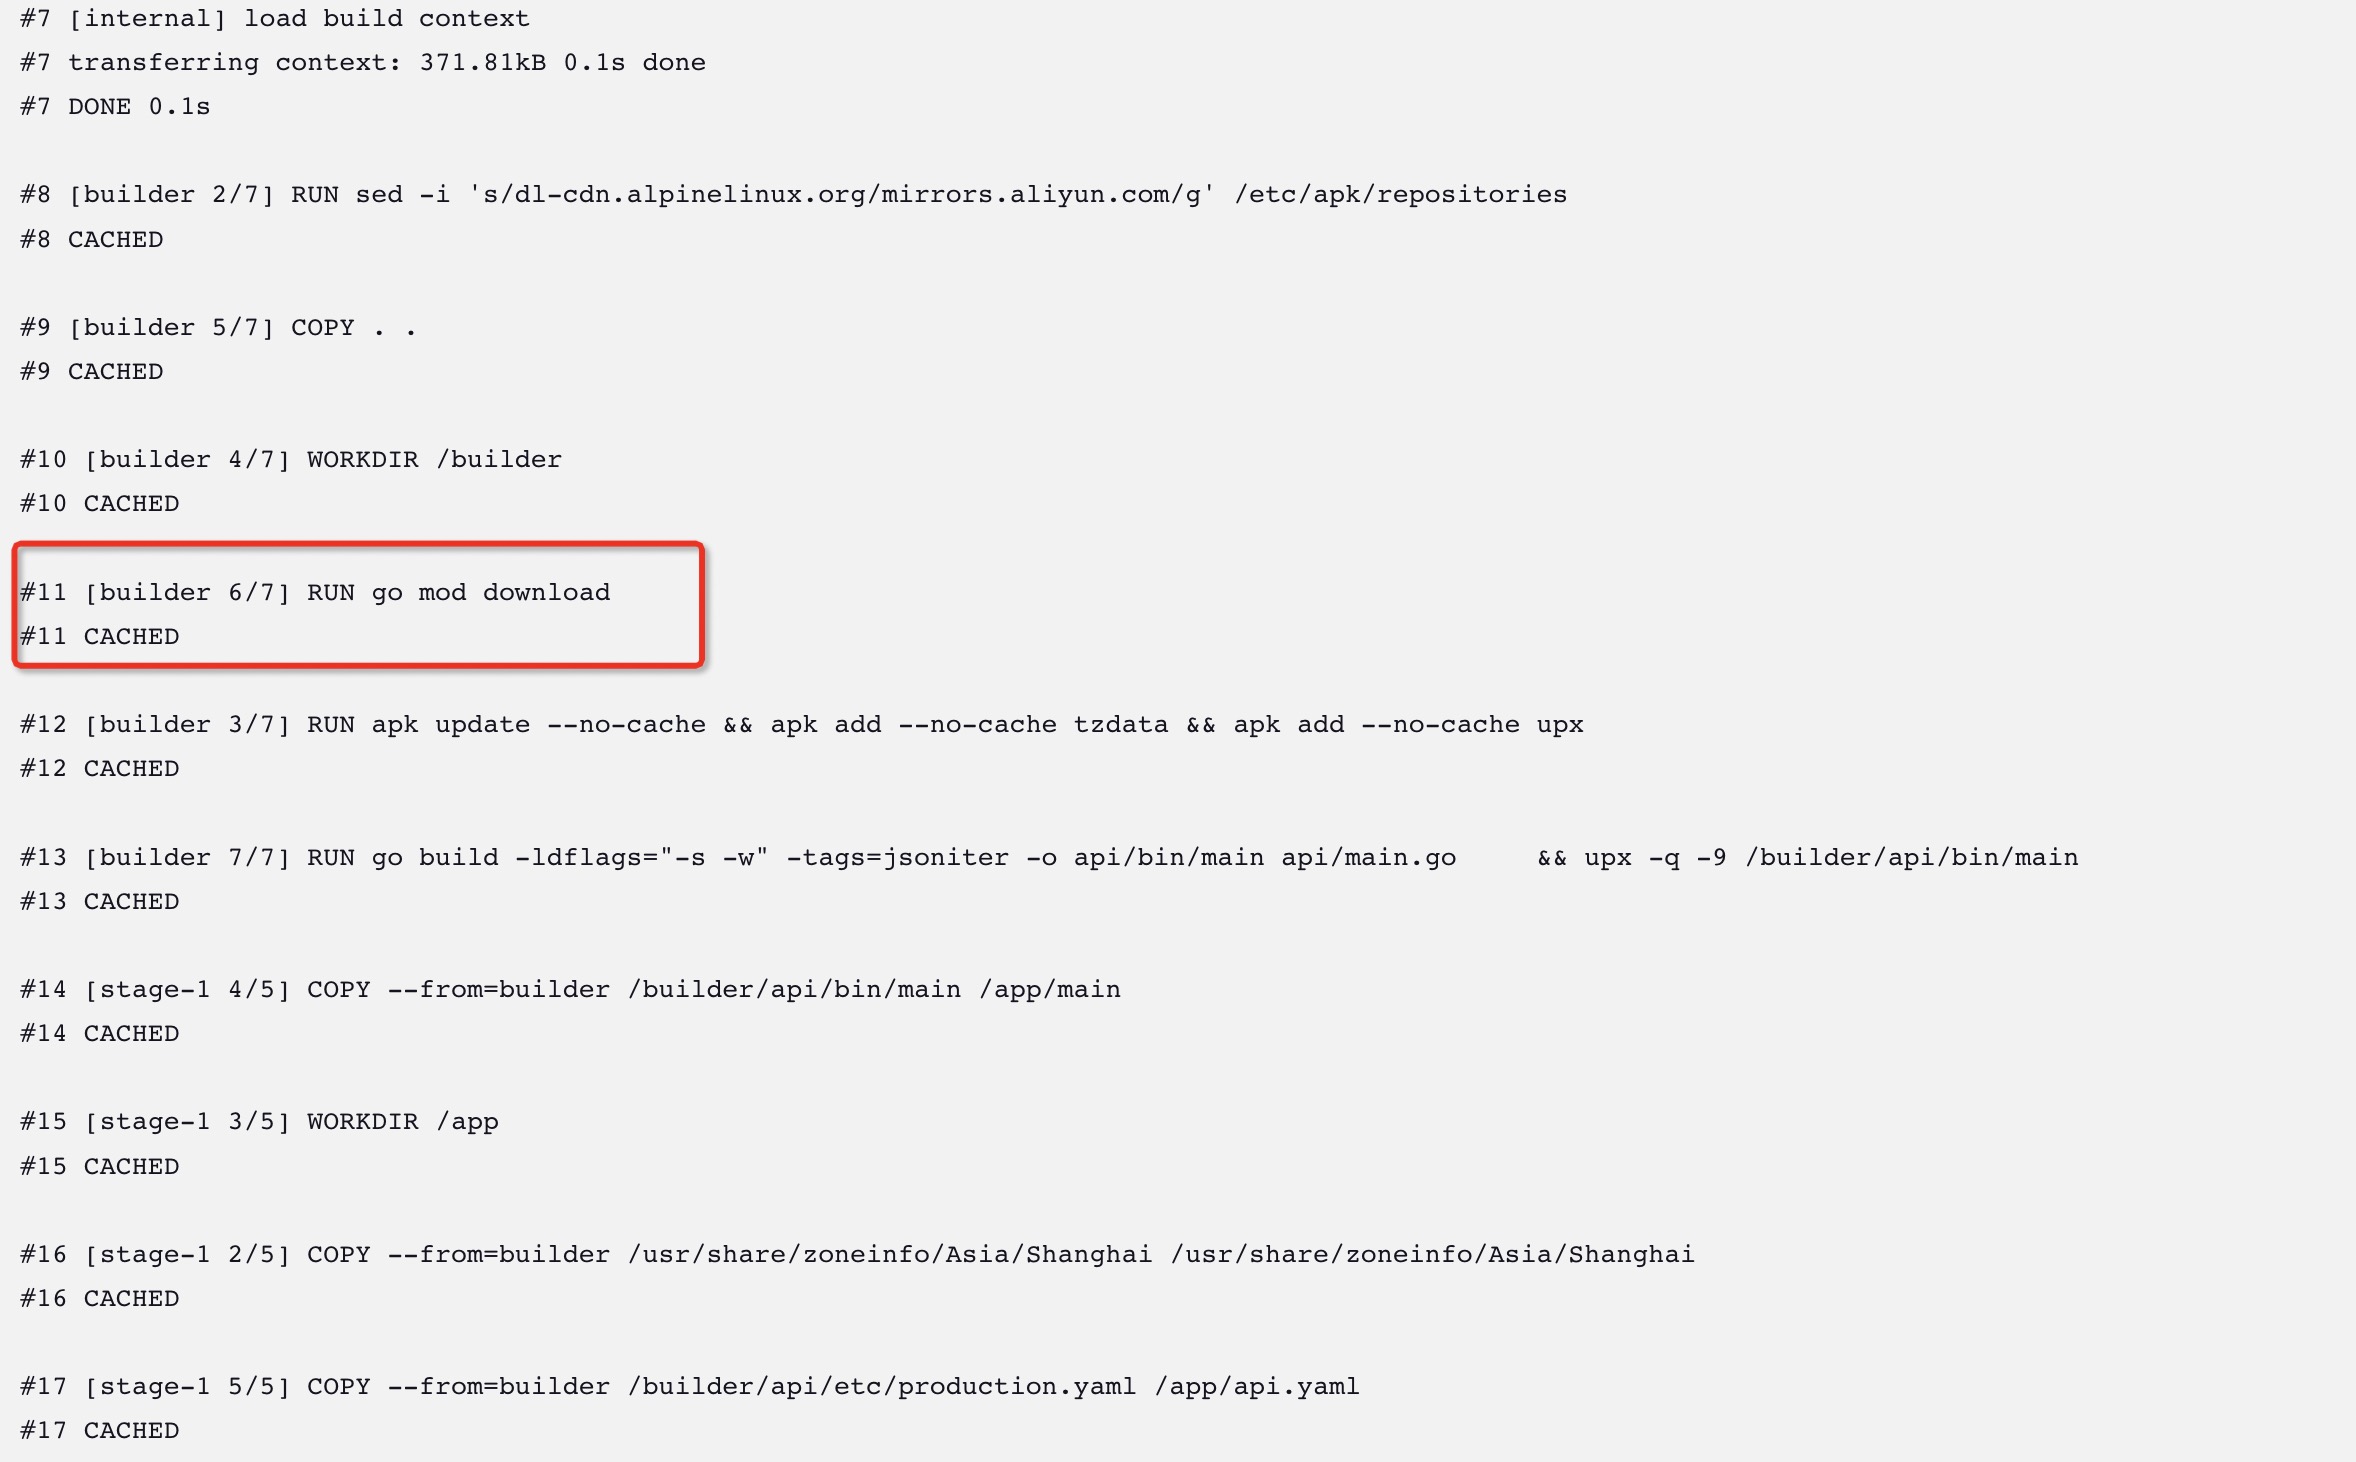 #7 [internal] load build context
#7 transferring context: 371.81kB 0.1s done
#7 DONE 0.1s
#8 [builder 2/7] RUN sed -i 's/dl-cdn.alpinelinux.org/mirrors.aliyun.com/g' /etc/apk/repositories
#8 CACHED
#9 [builder 5/7] COPY . .
#9 CACHED
#10 [builder 4/7] WORKDIR /builder
#10 CACHED
#11 [builder 6/7] RUN go mod download
#11 CACHED
#12 [builder 3/7] RUN apk update --no-cache && apk add --no-cache tzdata && apk add --no-cache upx
#12 CACHED
#13 [builder 7/7] RUN go build -ldflags="-s -w" -tags=jsoniter -o api/bin/main api/main.go     && upx -q -9 /builder/api/bin/main
#13 CACHED
#14 [stage-1 4/5] COPY --from=builder /builder/api/bin/main /app/main
#14 CACHED
#15 [stage-1 3/5] WORKDIR /app
#15 CACHED
#16 [stage-1 2/5] COPY --from=builder /usr/share/zoneinfo/Asia/Shanghai /usr/share/zoneinfo/Asia/Shanghai
#16 CACHED
#17 [stage-1 5/5] COPY --from=builder /builder/api/etc/production.yaml /app/api.yaml
#17 CACHED